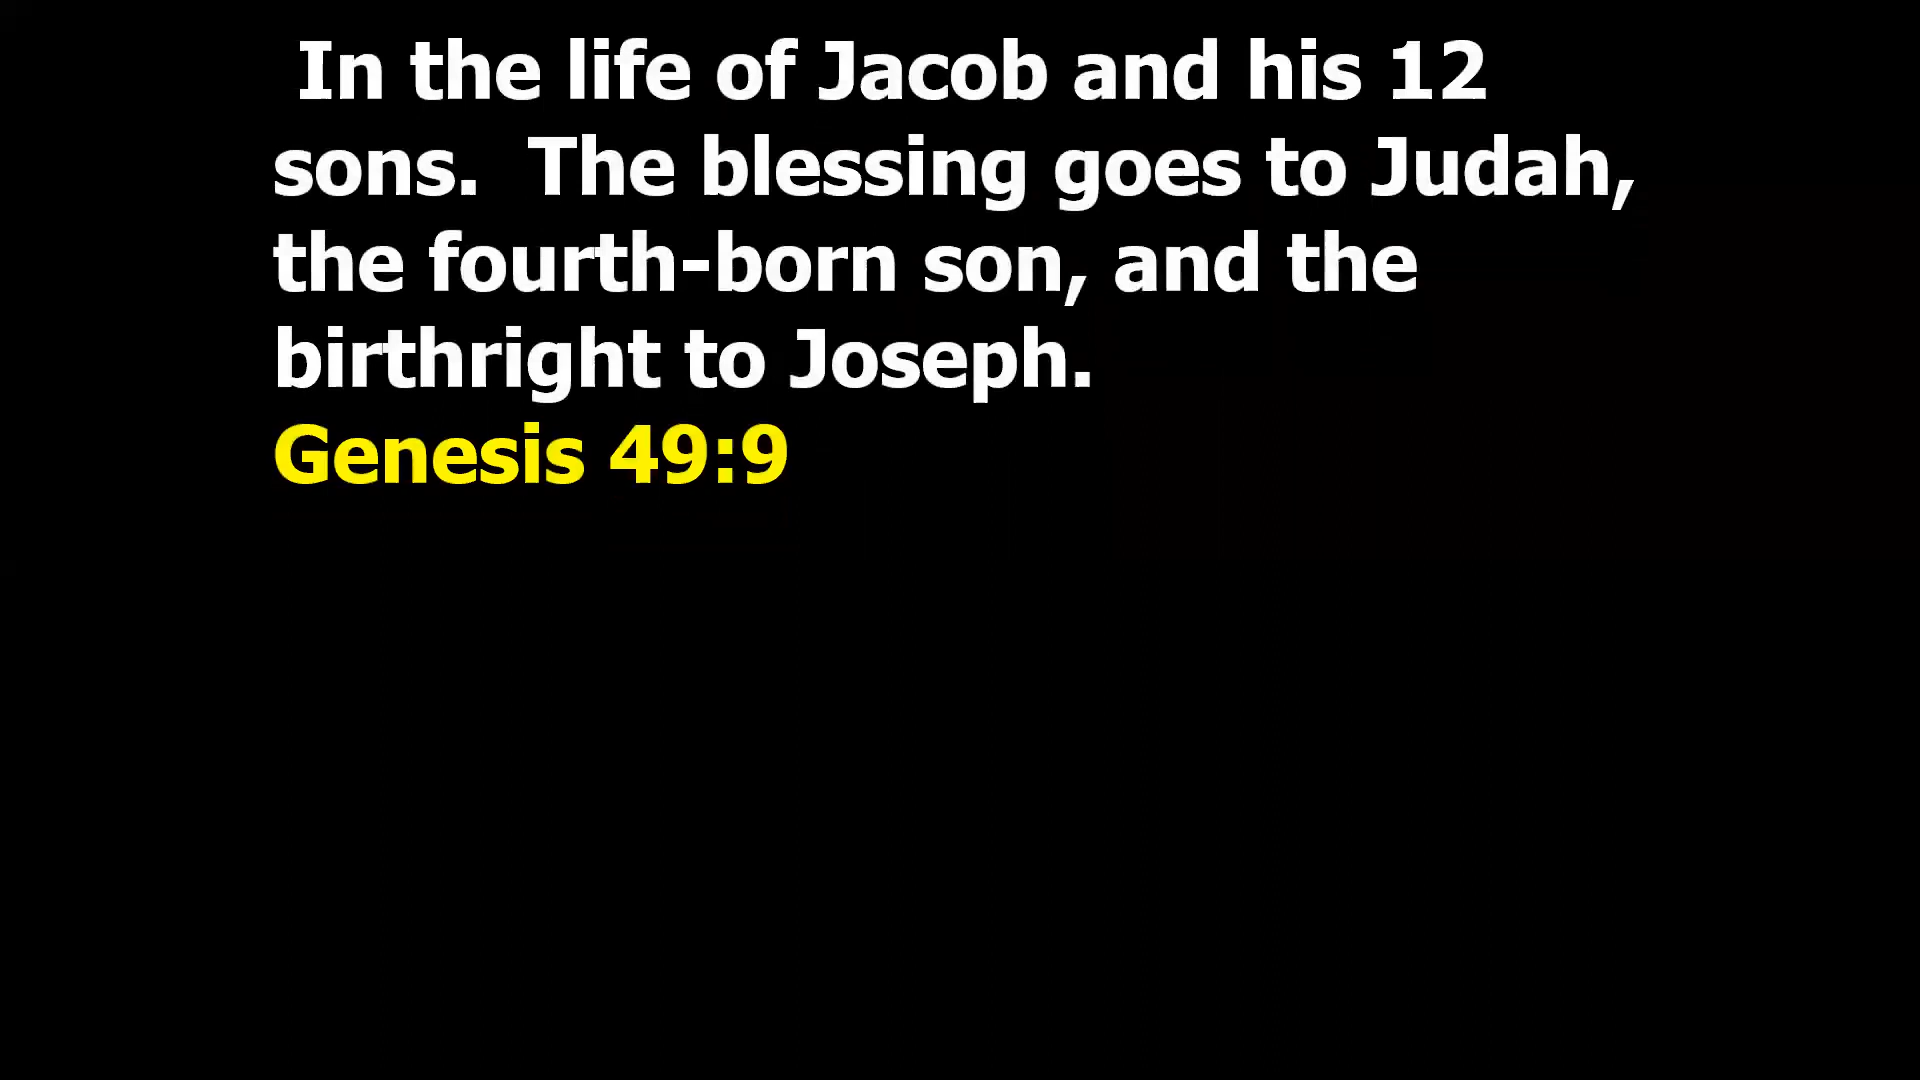 In the life of Jacob and his 12
sons.  The blessing goes to Judah,
the fourth-born son, and the
birthright to Joseph.
Genesis 49:9